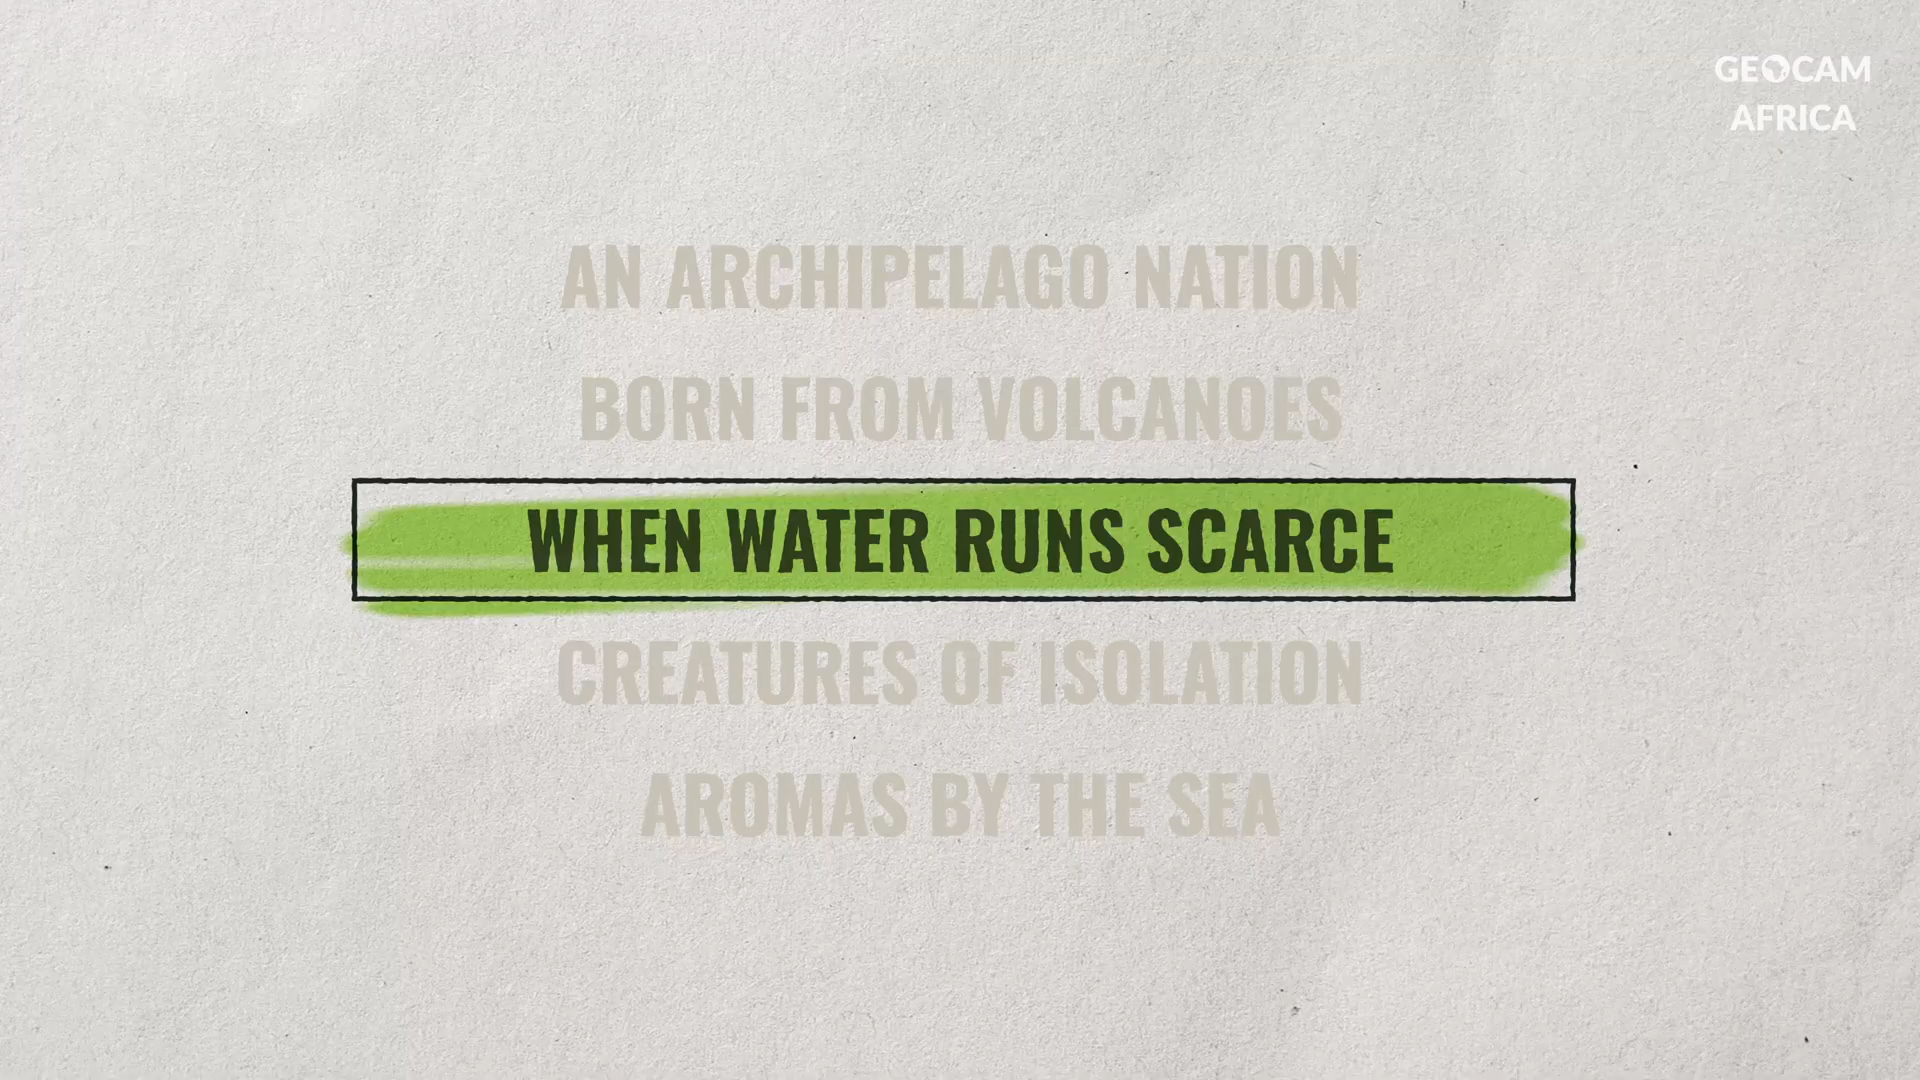 GEOCAM
AFRICA
AN ARCHIPELAGO NATION
BORN FROM VOLCANOES
WHEN WATER RUNS SCARCE
CREATURES OF ISOLATION
AROMAS BY THE SEA